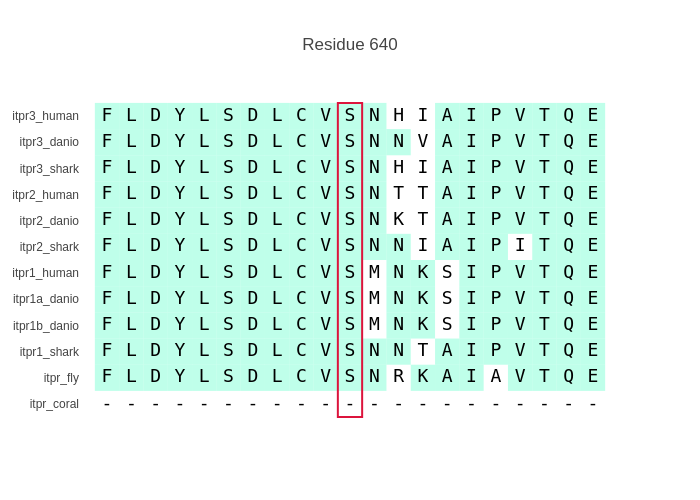 Residue 640
itpr3_human F L D Y L S D L C V S N H I A I P V T Q E
itpr3_danio F L D Y L S D L C V S N N V A I P V T Q E
itpr3_shark F L D Y L S D L C V S N H I A I P V T Q E
itpr2_human F L D Y L S D L C V S N T T A I P V T Q E
itpr2_danio F L D Y L S D L C V S N K T A I P V T Q E
itpr2_shark F L D Y L S D L C V S N N I A I P I T Q E
itpr1_human F L D Y L S D L C V S M N K S I P V T Q E
itpr1a_danio F L D Y L S D L C V S M N K S I P V T Q E
itpr1b_danio F L D Y L S D L C V S M N K S I P V T Q E
itpr1_shark F L D Y L S D L C V S N N T A I P V T Q E
itpr_fly F L D Y L S D L C V S N R K A I A V T Q E
itpr_coral - - - - - - - - - - - - - - - - - - - - -